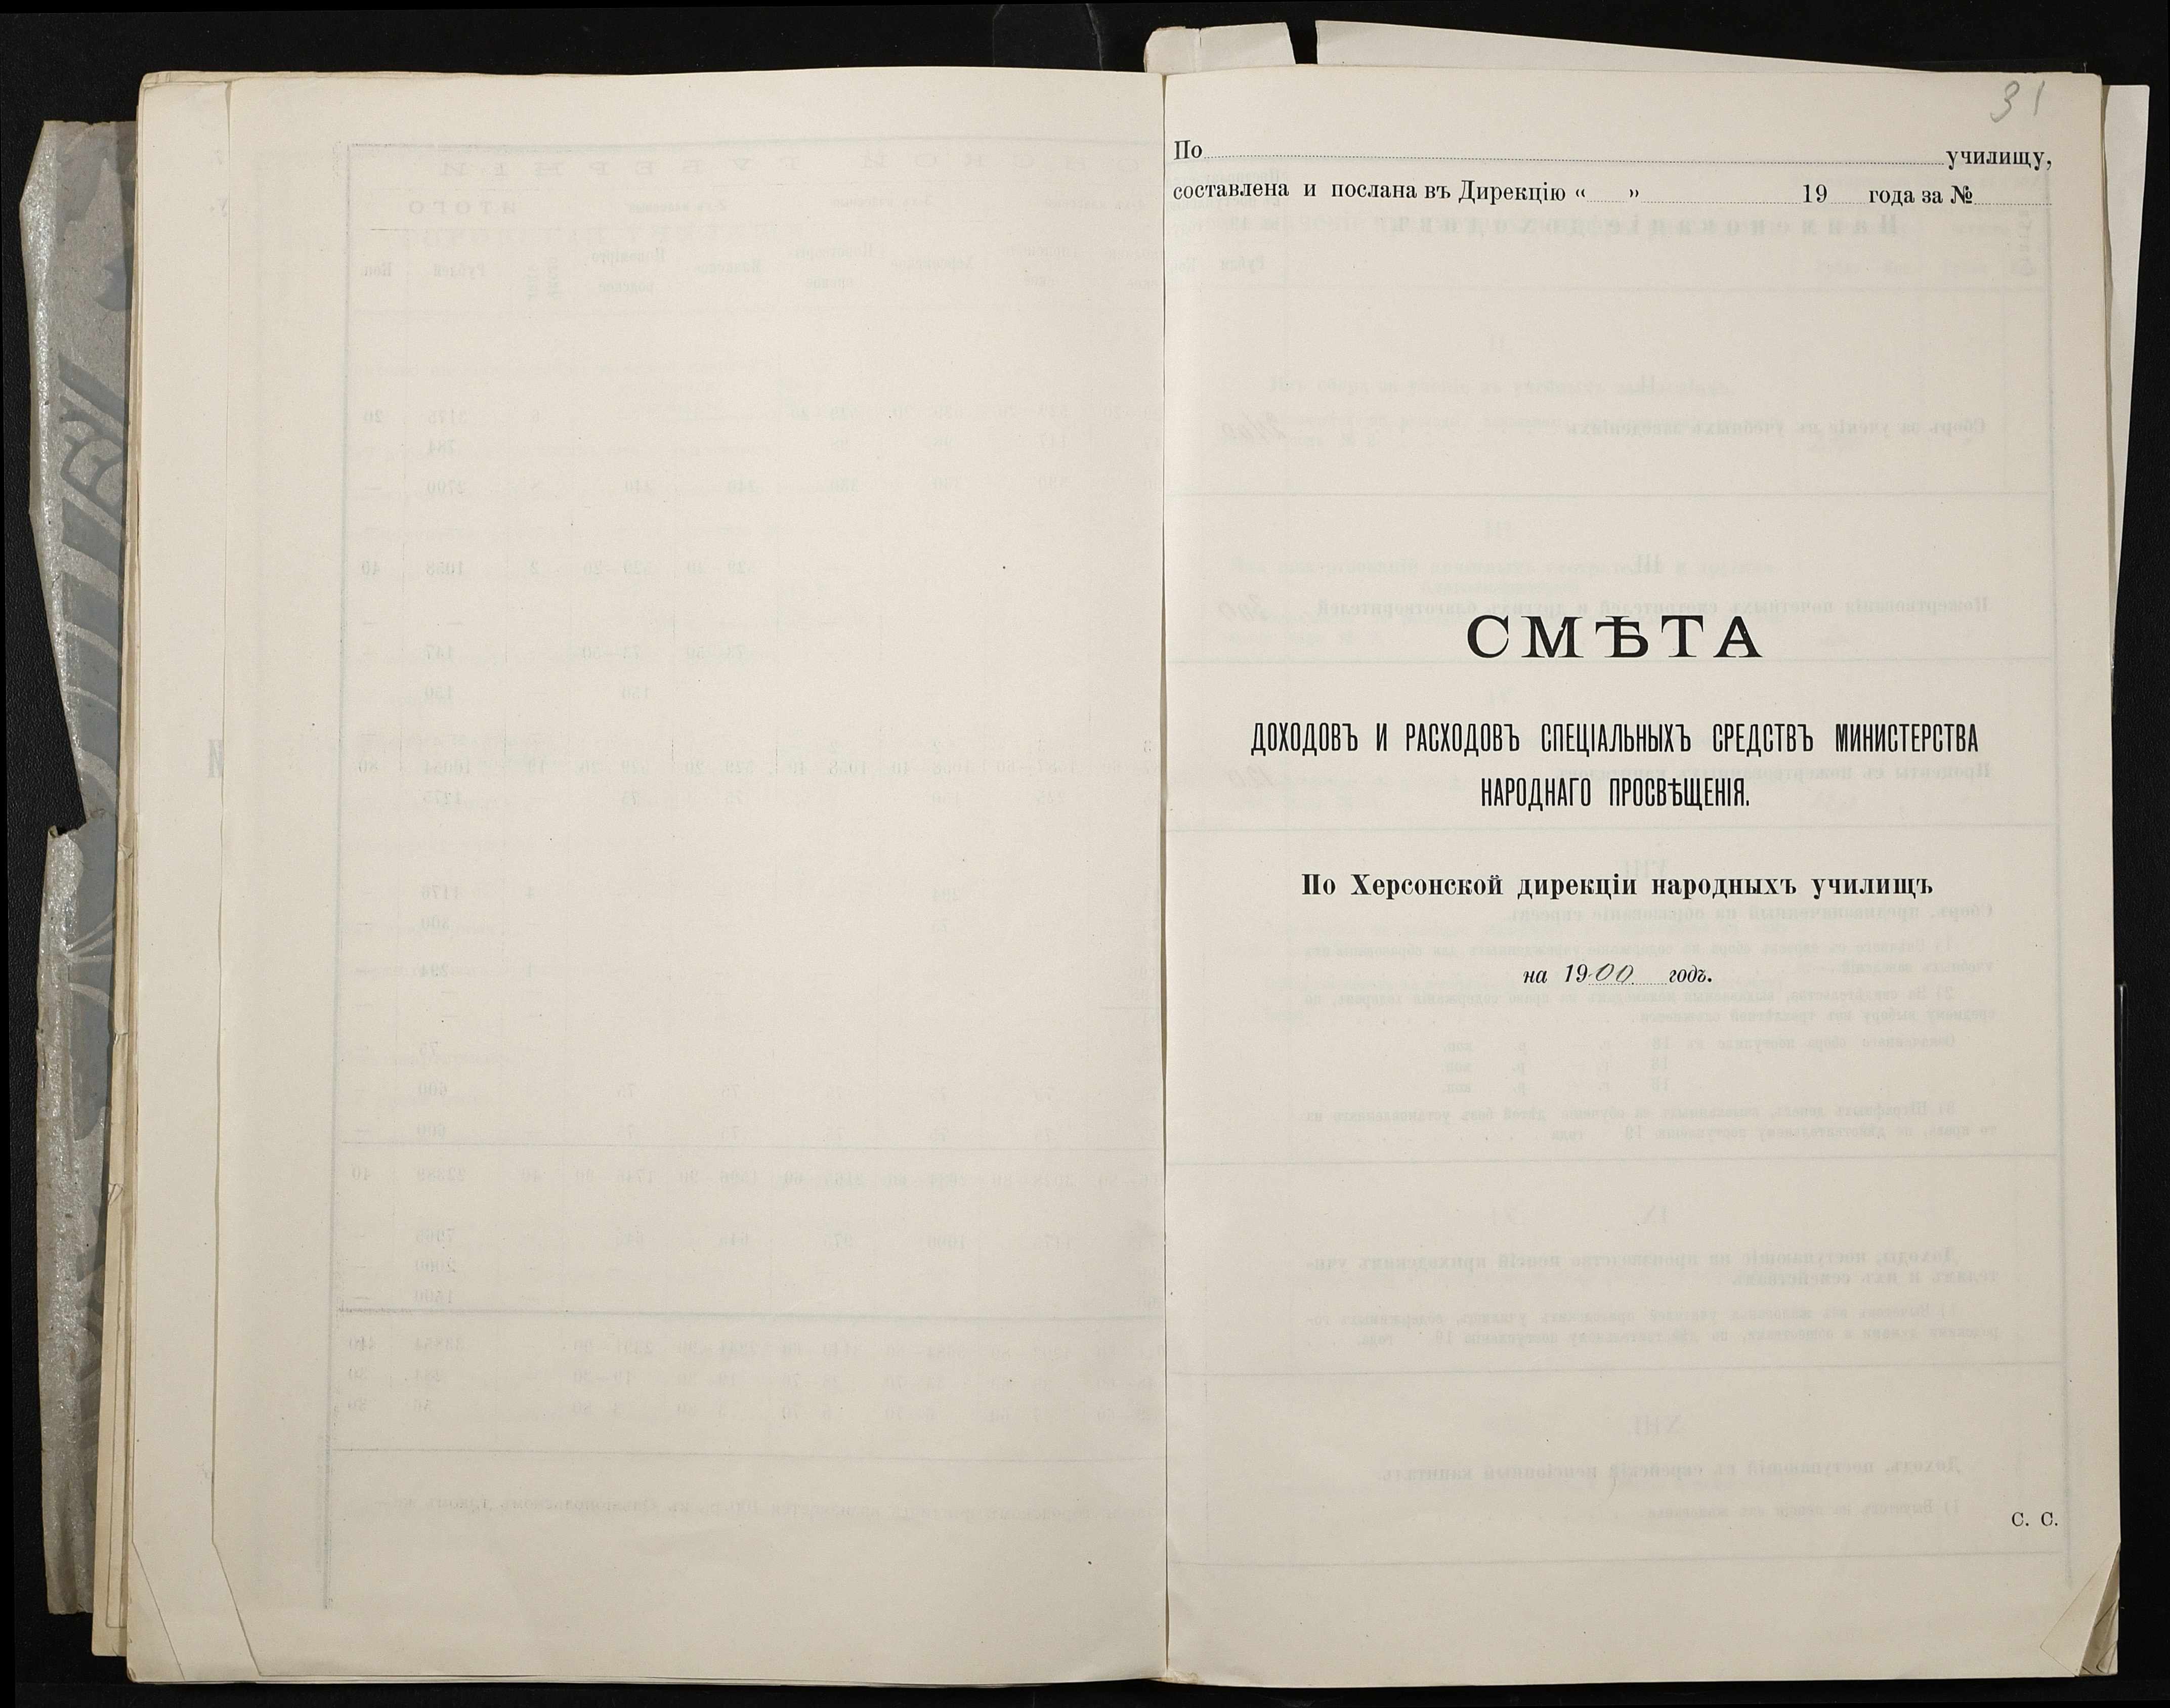 31
По училищу,
составлена и послана въ Дирекцію “ ” 19 года за №
СМѢТА
ДОХОДОВЪ И РАСХОДОВЪ СПЕЦІАЛЬНЫХЪ СРЕДСТВЪ МИНИСТЕРСТВА
НАРОДНАГО ПРОСВѢЩЕНІЯ.
По Херсонской дирекціи народныхъ училищъ
на 1900 годъ.
С. С.